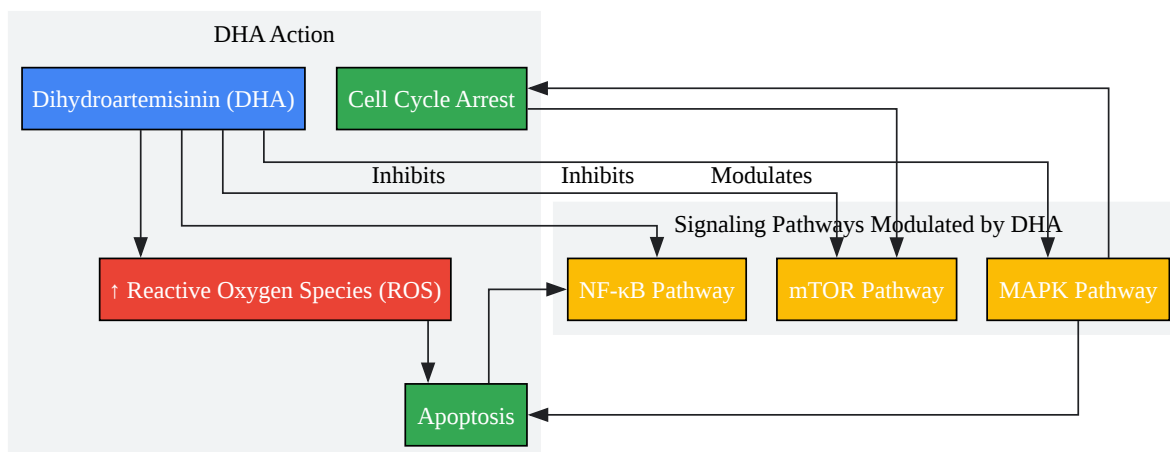 DHA Action
Dihydroartemisinin (DHA)
Cell Cycle Arrest
Inhibits
Inhibits
Modulates
Signaling Pathways Modulated by DHA
↑ Reactive Oxygen Species (ROS)
NF-κB Pathway
mTOR Pathway
MAPK Pathway
Apoptosis